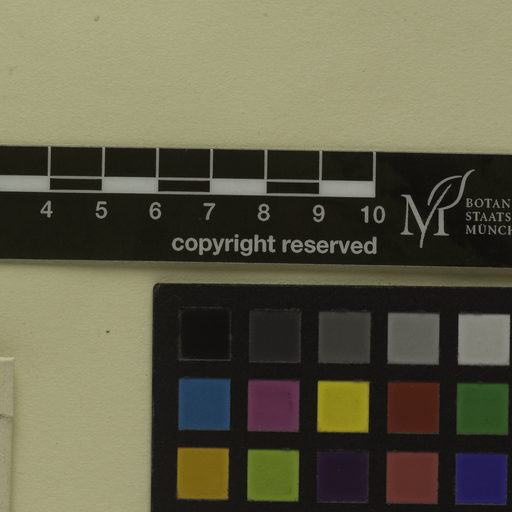 4 5 6 7 8 9 10
copyright reserved
M
BOTAN
STAATS
MÜNCH